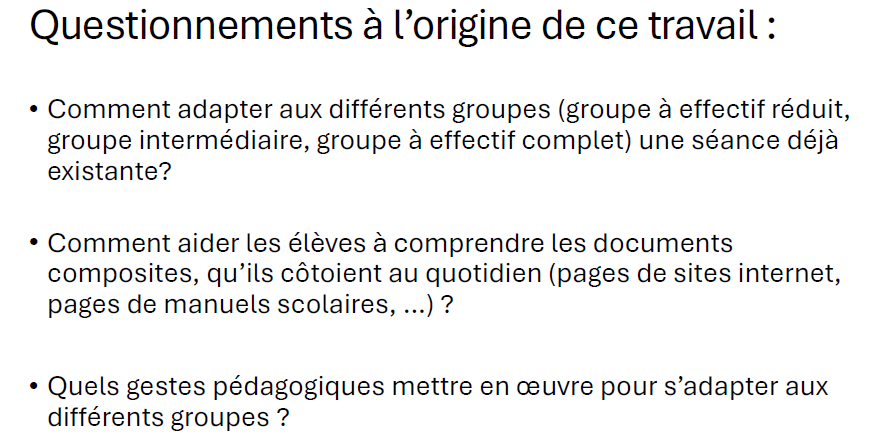 Questionnements à l’origine de ce travail :
• Comment adapter aux différents groupes (groupe à effectif réduit,
groupe intermédiaire, groupe à effectif complet) une séance déjà
existante?
• Comment aider les élèves à comprendre les documents
composites, qu’ils côtoient au quotidien (pages de sites internet,
pages de manuels scolaires, …) ?
• Quels gestes pédagogiques mettre en œuvre pour s’adapter aux
différents groupes ?